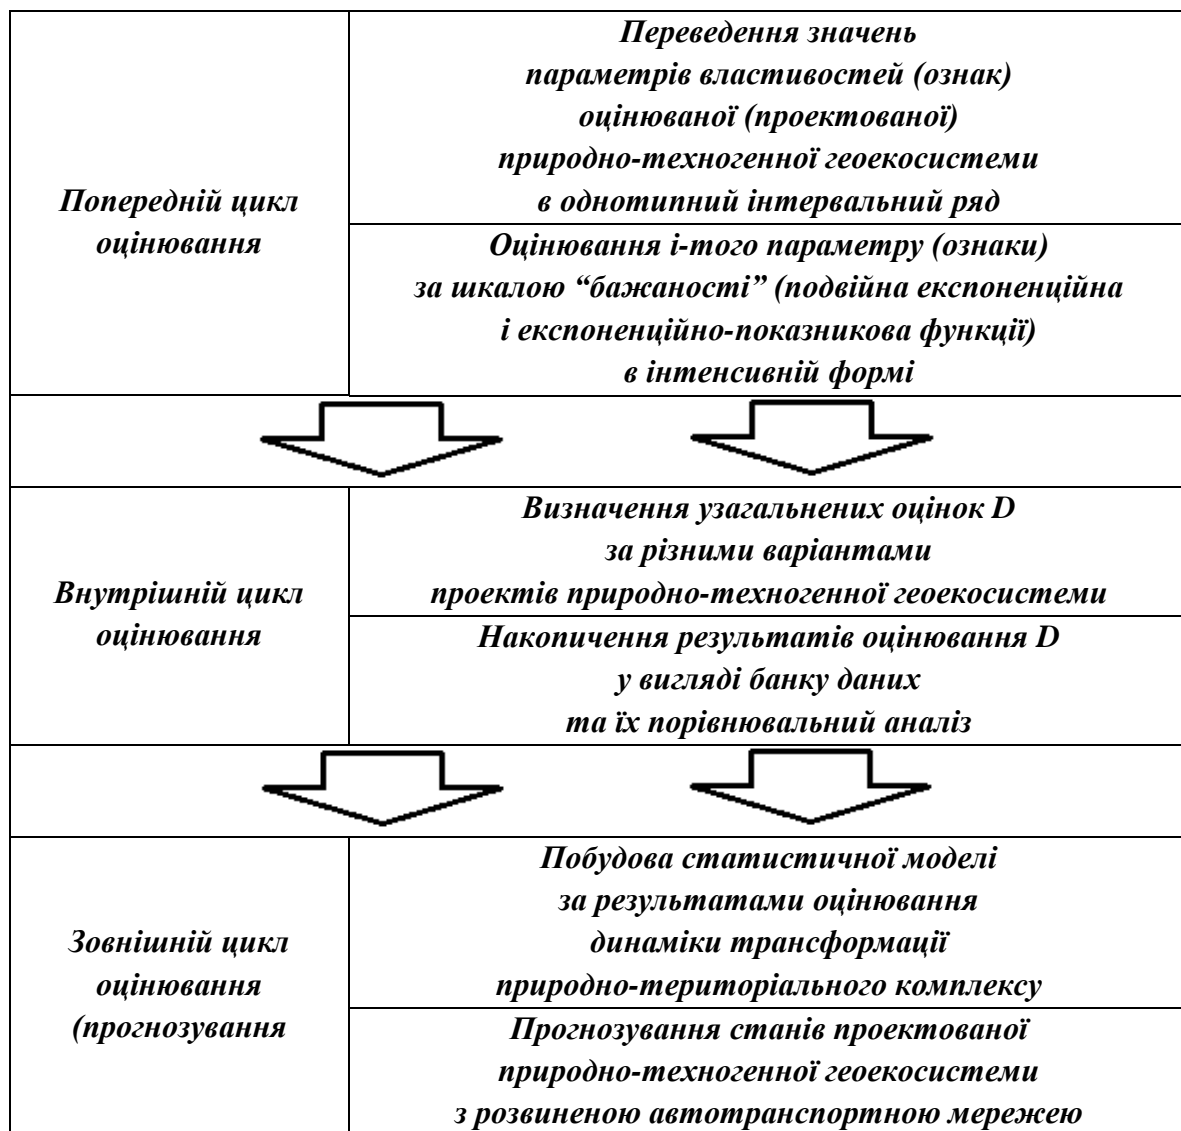 Попередній цикл
оцінювання
Переведення значень
параметрів властивостей (ознак)
оцінюваної (проектованої)
природно-техногенної геоекосистеми
в однотипний інтервальний ряд
Оцінювання і-того параметру (ознаки)
за шкалою “бажаності” (подвійна експоненційна
і експоненційно-показникова функції)
в інтенсивній формі
Внутрішній цикл
оцінювання
Визначення узагальнених оцінок D
за різними варіантами
проектів природно-техногенної геоекосистеми
Накопичення результатів оцінювання D
у вигляді банку даних
та їх порівнювальний аналіз
Зовнішній цикл
оцінювання
(прогнозування
Побудова статистичної моделі
за результатами оцінювання
динаміки трансформації
природно-територіального комплексу
Прогнозування станів проектованої
природно-техногенної геоекосистеми
з розвиненою автотранспортною мережею